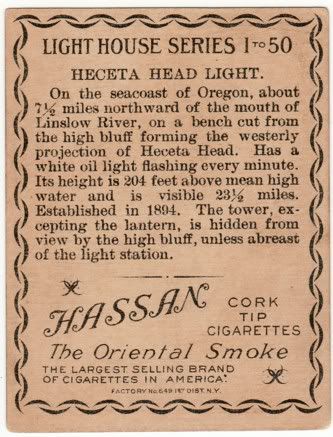 LIGHT HOUSE SERIES 1 TO 50
HECETA HEAD LIGHT.
On the seacoast of Oregon, about
7½ miles northward of the mouth of
Linslow River, on a bench cut from
the high bluff forming the westerly
projection of Heceta Head. Has a
white oil light flashing every minute.
Its height is 204 feet above mean high
water and is visible 23½ miles.
Established in 1894. The tower, ex-
cepting the lantern, is hidden from
view by the high bluff, unless abreast
of the light station.
HASSAN
CORK
TIP
CIGARETTES
The Oriental Smoke
THE LARGEST SELLING BRAND
OF CIGARETTES IN AMERICA.
FACTORY No. 649 1ST DIST. N.Y.